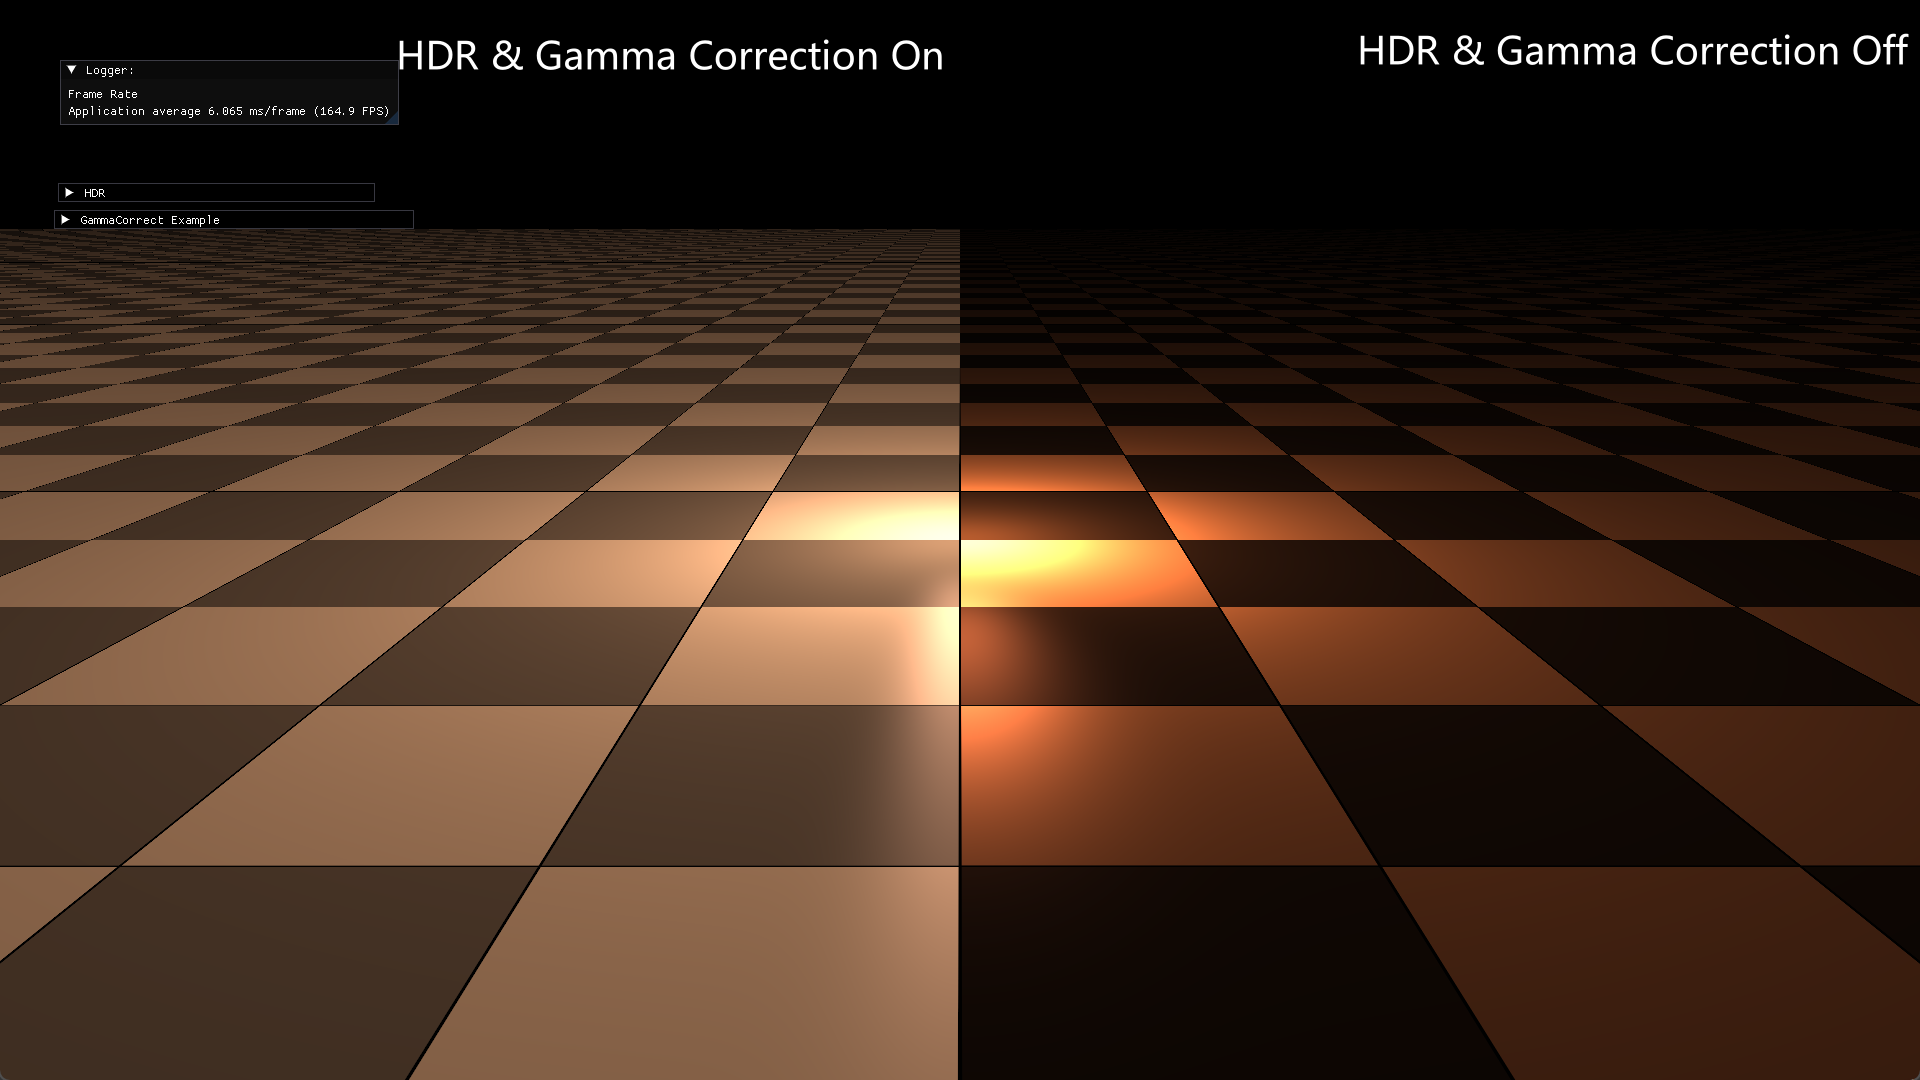 HDR & Gamma Correction On
HDR & Gamma Correction Off
Logger:
Frame Rate
Application average 6.065 ms/frame (164.9 FPS)
HDR
GammaCorrect Example